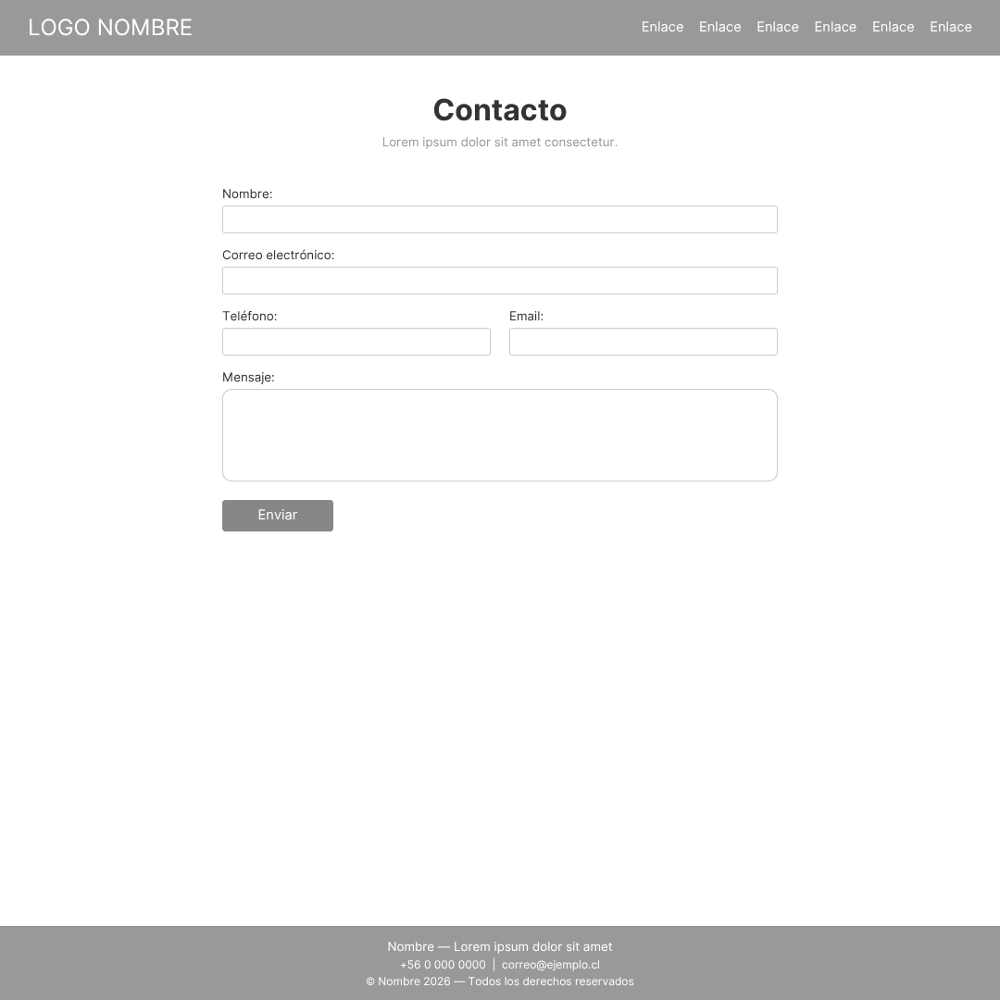 LOGO NOMBRE
Enlace Enlace Enlace Enlace Enlace Enlace
Contacto
Lorem ipsum dolor sit amet consectetur.
Nombre:
Correo electrónico:
Teléfono: Email:
Mensaje:
Enviar
Nombre — Lorem ipsum dolor sit amet
+56 0 000 0000 | correo@ejemplo.cl
© Nombre 2026 — Todos los derechos reservados